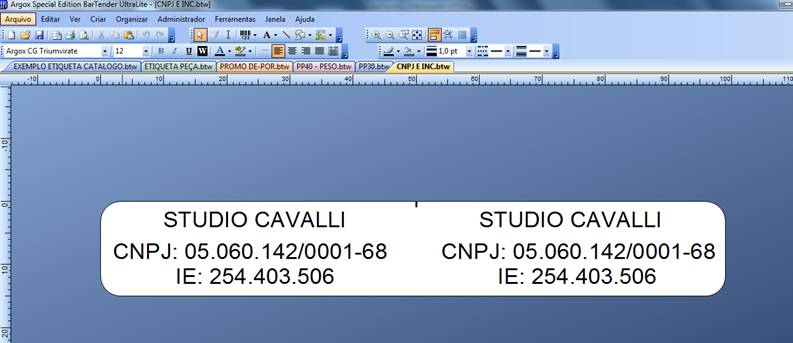 Argox Special Edition BarTender UltraLite - [CNPJ E INC.btw]
Arquivo Editar Ver Criar Organizar Administrador Ferramentas Janela Ajuda
Argox CG Triumvirate 12 N I S W A 1,0 pt
EXEMPLO ETIQUETA CATALOGO.btw ETIQUETA PEÇA.btw PROMO DE-POR.btw PP40 - PESO.btw PP30.btw CNPJ E INC.btw
-10 0 10 20 30 40 50 60 70 80 90 100 110
-10
0
10
20
STUDIO CAVALLI STUDIO CAVALLI
CNPJ: 05.060.142/0001-68 CNPJ: 05.060.142/0001-68
IE: 254.403.506 IE: 254.403.506